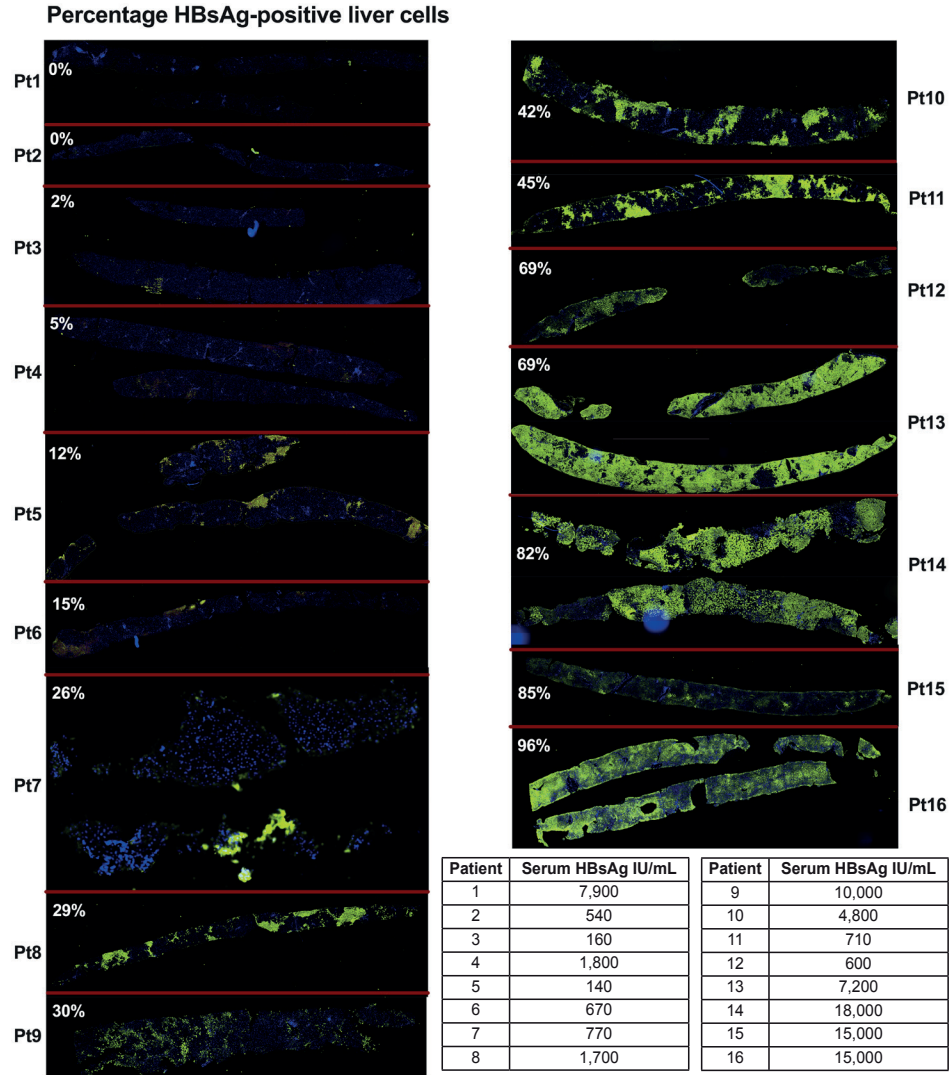 Percentage HBsAg-positive liver cells
Pt1
0%
Pt2
0%
Pt3
2%
Pt4
5%
Pt5
12%
Pt6
15%
Pt7
26%
Pt8
29%
Pt9
30%
42%
Pt10
45%
Pt11
69%
Pt12
69%
Pt13
82%
Pt14
85%
Pt15
96%
Pt16
Patient Serum HBsAg IU/mL
1 7,900
2 540
3 160
4 1,800
5 140
6 670
7 770
8 1,700
Patient Serum HBsAg IU/mL
9 10,000
10 4,800
11 710
12 600
13 7,200
14 18,000
15 15,000
16 15,000